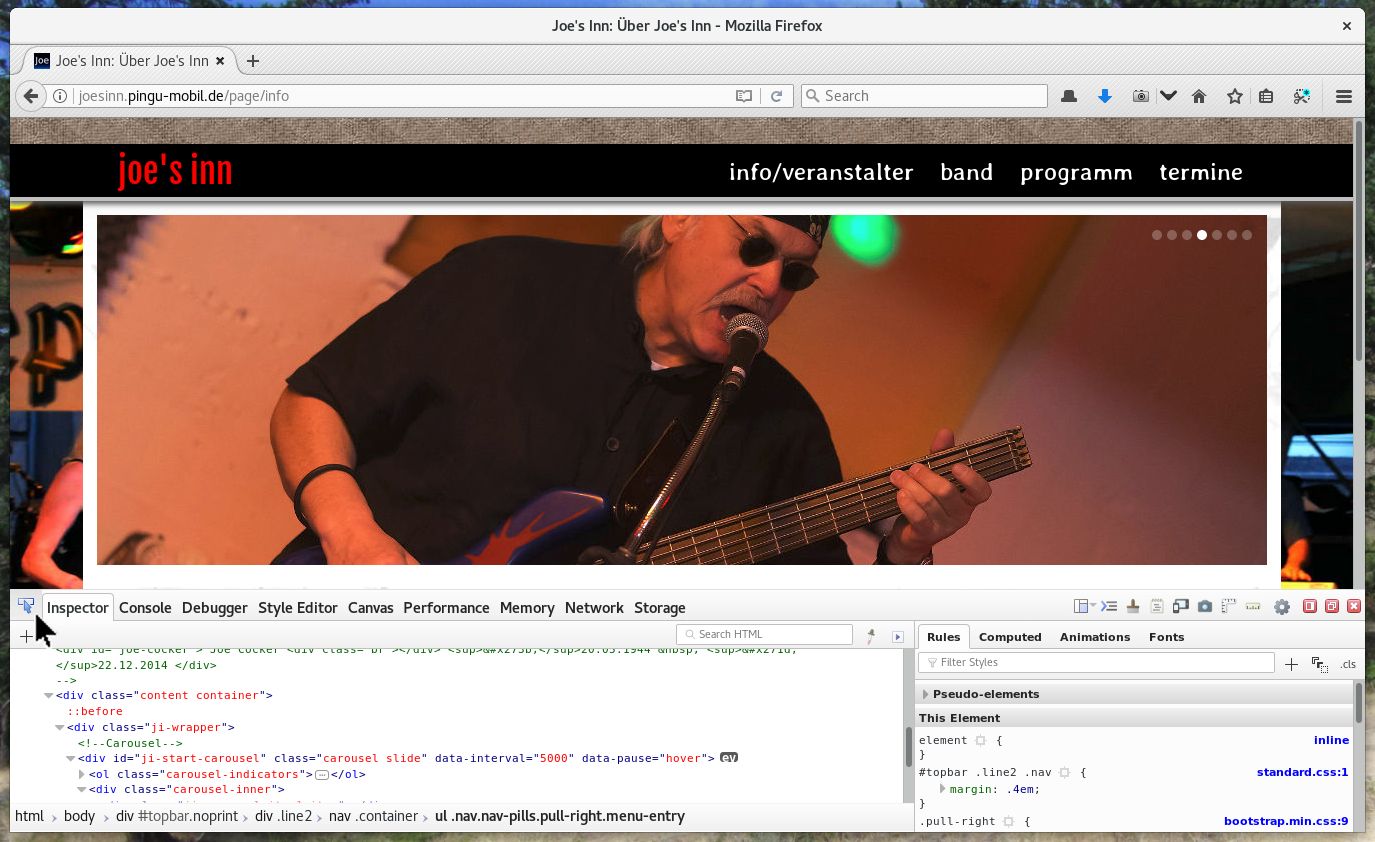 Joe's Inn: Über Joe's Inn - Mozilla Firefox
Joe's Inn: Über Joe's Inn
joesinn.pingu-mobil.de/page/info
Search
joe's inn
info/veranstalter band programm termine
Inspector Console Debugger Style Editor Canvas Performance Memory Network Storage
Search HTML
</sup>22.12.2014 </div>
-->
<div class="content container">
::before
<div class="ji-wrapper">
<!--Carousel-->
<div id="ji-start-carousel" class="carousel slide" data-interval="5000" data-pause="hover"> ev
<ol class="carousel-indicators"></ol>
<div class="carousel-inner">
html body div #topbar.noprint div .line2 nav .container ul .nav.nav-pills.pull-right.menu-entry
Rules Computed Animations Fonts
Filter Styles
.cls
Pseudo-elements
This Element
element { inline
}
#topbar .line2 .nav { standard.css:1
margin: .4em;
}
.pull-right { bootstrap.min.css:9